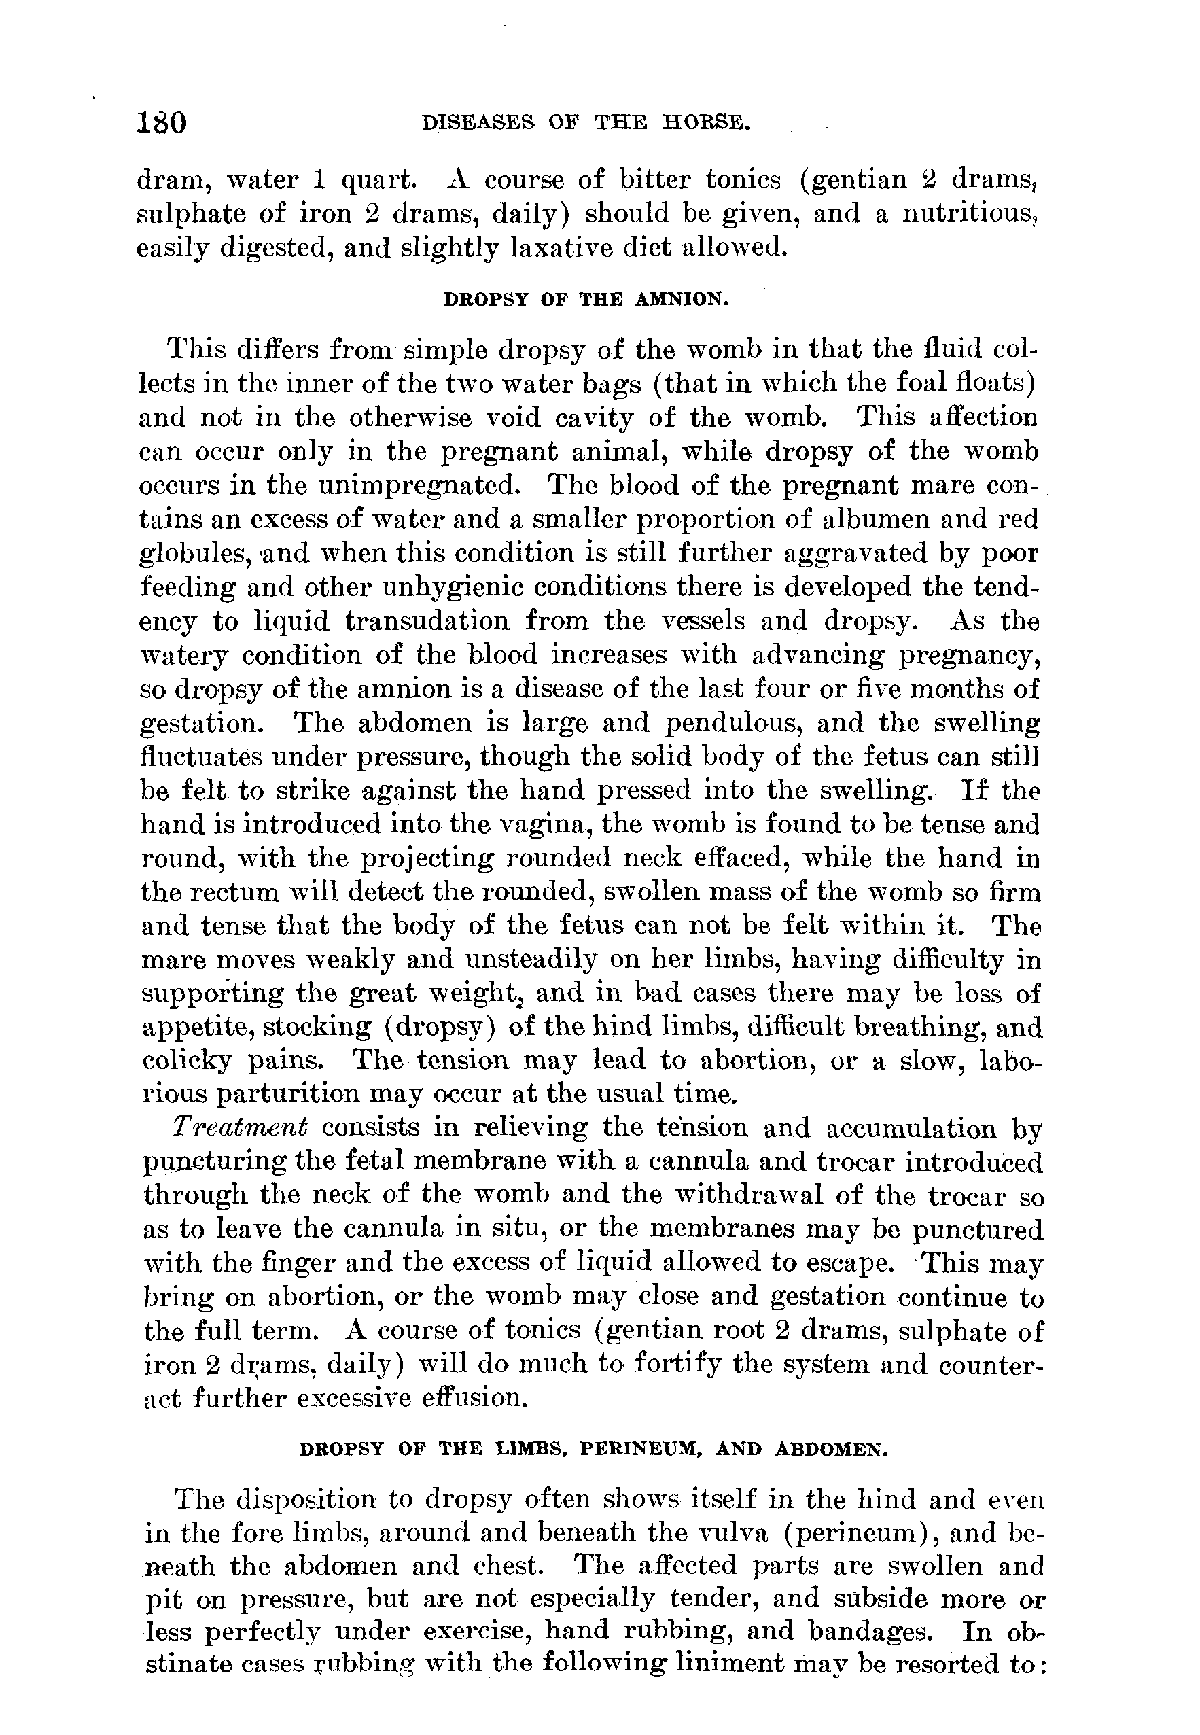 180 DISEASES OF THE HORSE.
dram, water 1 quart. A course of bitter tonics (gentian 2 drams,
sulphate of iron 2 drams, daily) should be given, and a nutritious,
easily digested, and slightly laxative diet allowed.
DROPSY OF THE AMNION.
This differs from simple dropsy of the womb in that the fluid col-
lects in the inner of the two water bags (that in which the foal floats)
and not in the otherwise void cavity of the womb. This affection
can occur only in the pregnant animal, while dropsy of the womb
occurs in the unimpregnated. The blood of the pregnant mare con-
tains an excess of water and a smaller proportion of albumen and red
globules, and when this condition is still further aggravated by poor
feeding and other unhygienic conditions there is developed the tend-
ency to liquid transudation from the vessels and dropsy. As the
watery condition of the blood increases with advancing pregnancy,
so dropsy of the amnion is a disease of the last four or five months of
gestation. The abdomen is large and pendulous, and the swelling
fluctuates under pressure, though the solid body of the fetus can still
be felt to strike against the hand pressed into the swelling. If the
hand is introduced into the vagina, the womb is found to be tense and
round, with the projecting rounded neck effaced, while the hand in
the rectum will detect the rounded, swollen mass of the womb so firm
and tense that the body of the fetus can not be felt within it. The
mare moves weakly and unsteadily on her limbs, having difficulty in
supporting the great weight, and in bad cases there may be loss of
appetite, stocking (dropsy) of the hind limbs, difficult breathing, and
colicky pains. The tension may lead to abortion, or a slow, labo-
rious parturition may occur at the usual time.
Treatment consists in relieving the tension and accumulation by
puncturing the fetal membrane with a cannula and trocar introduced
through the neck of the womb and the withdrawal of the trocar so
as to leave the cannula in situ, or the membranes may be punctured
with the finger and the excess of liquid allowed to escape. This may
bring on abortion, or the womb may close and gestation continue to
the full term. A course of tonics (gentian root 2 drams, sulphate of
iron 2 drams, daily) will do much to fortify the system and counter-
act further excessive effusion.
DROPSY OF THE LIMBS, PERINEUM, AND ABDOMEN.
The disposition to dropsy often shows itself in the hind and even
in the fore limbs, around and beneath the vulva (perineum), and be-
neath the abdomen and chest. The affected parts are swollen and
pit on pressure, but are not especially tender, and subside more or
less perfectly under exercise, hand rubbing, and bandages. In ob-
stinate cases rubbing with the following liniment may be resorted to: